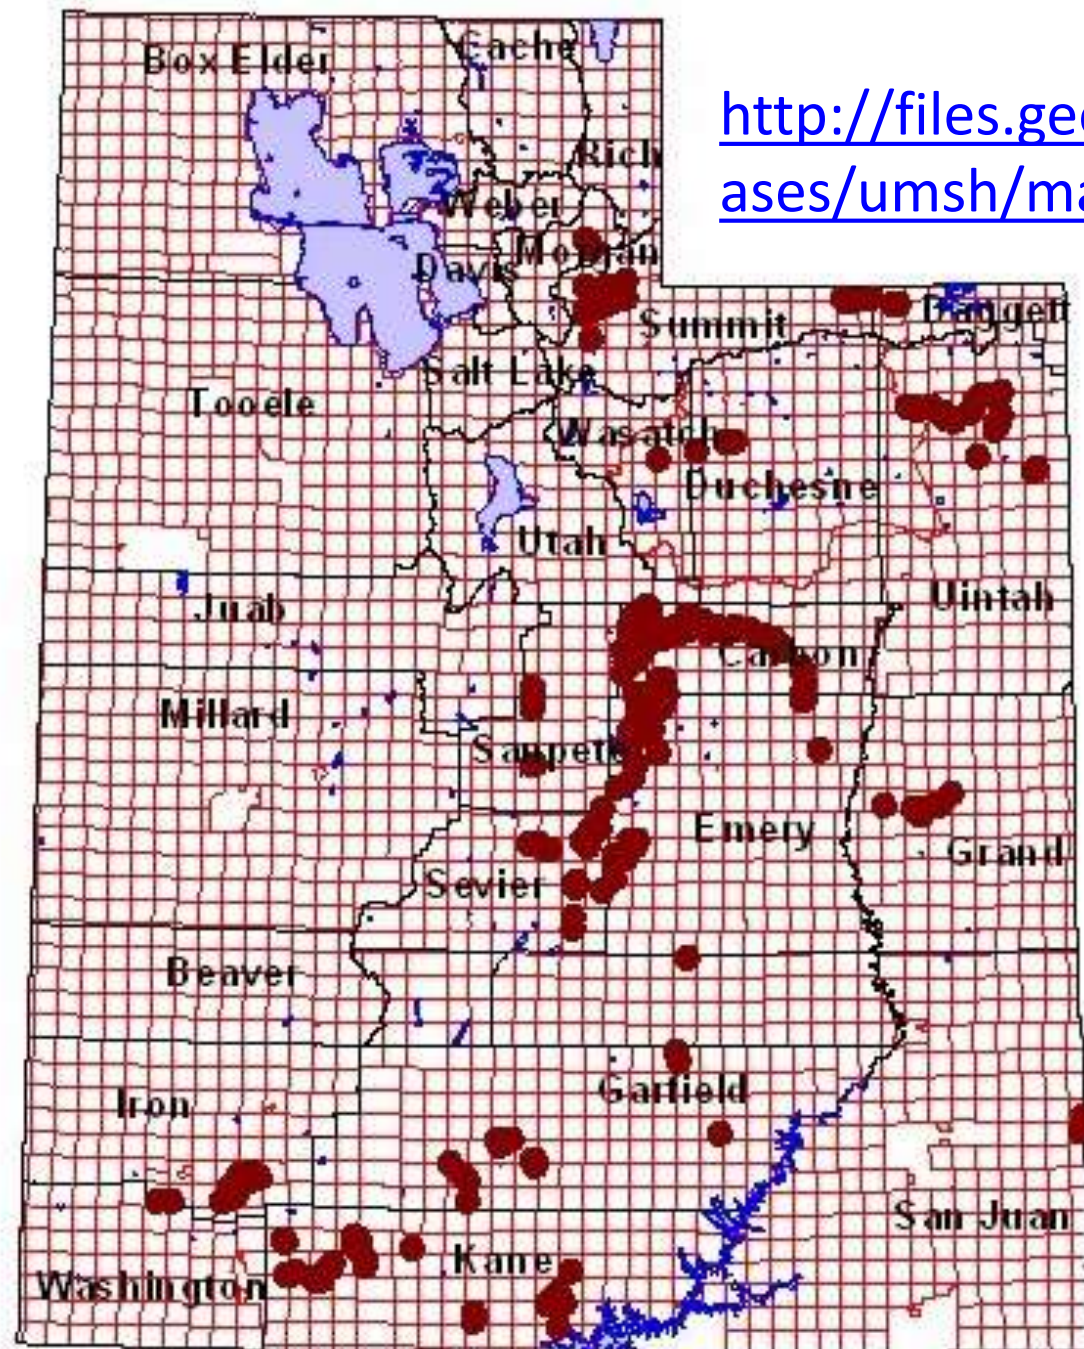 Box Elder
Cache
http://files.ge
Rich
ases/umsh/ma
Weber
Morgan
Davis
Daggett
Summit
Salt Lake
Tooele
Wasatch
Duchesne
Utah
Uintah
Juab
Carbon
Millard
Sanpete
Emery
Grand
Sevier
Beaver
Garfield
Iron
San Juan
Kane
Washington